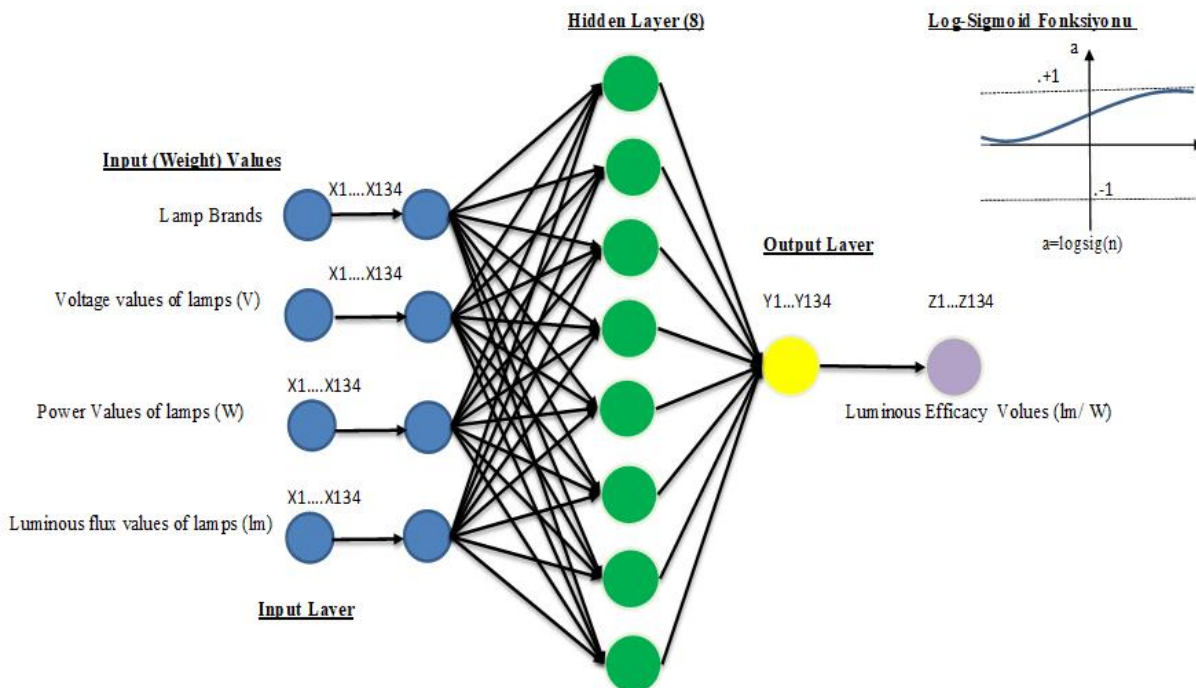 Hidden Layer (8)
Log-Sigmoid Fonksiyonu
a
.+1
.-1
a=logsig(n)
Input (Weight) Values
X1....X134
Lamp Brands
X1....X134
Voltage values of lamps (V)
X1....X134
Power Values of lamps (W)
X1....X134
Luminous flux values of lamps (lm)
Input Layer
Output Layer
Y1...Y134
Z1...Z134
Luminous Efficacy Volues (lm/ W)